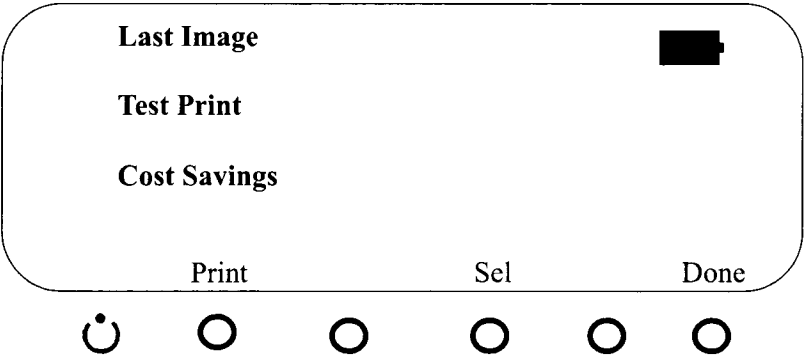 Last Image
Test Print
Cost Savings
Print Sel Done